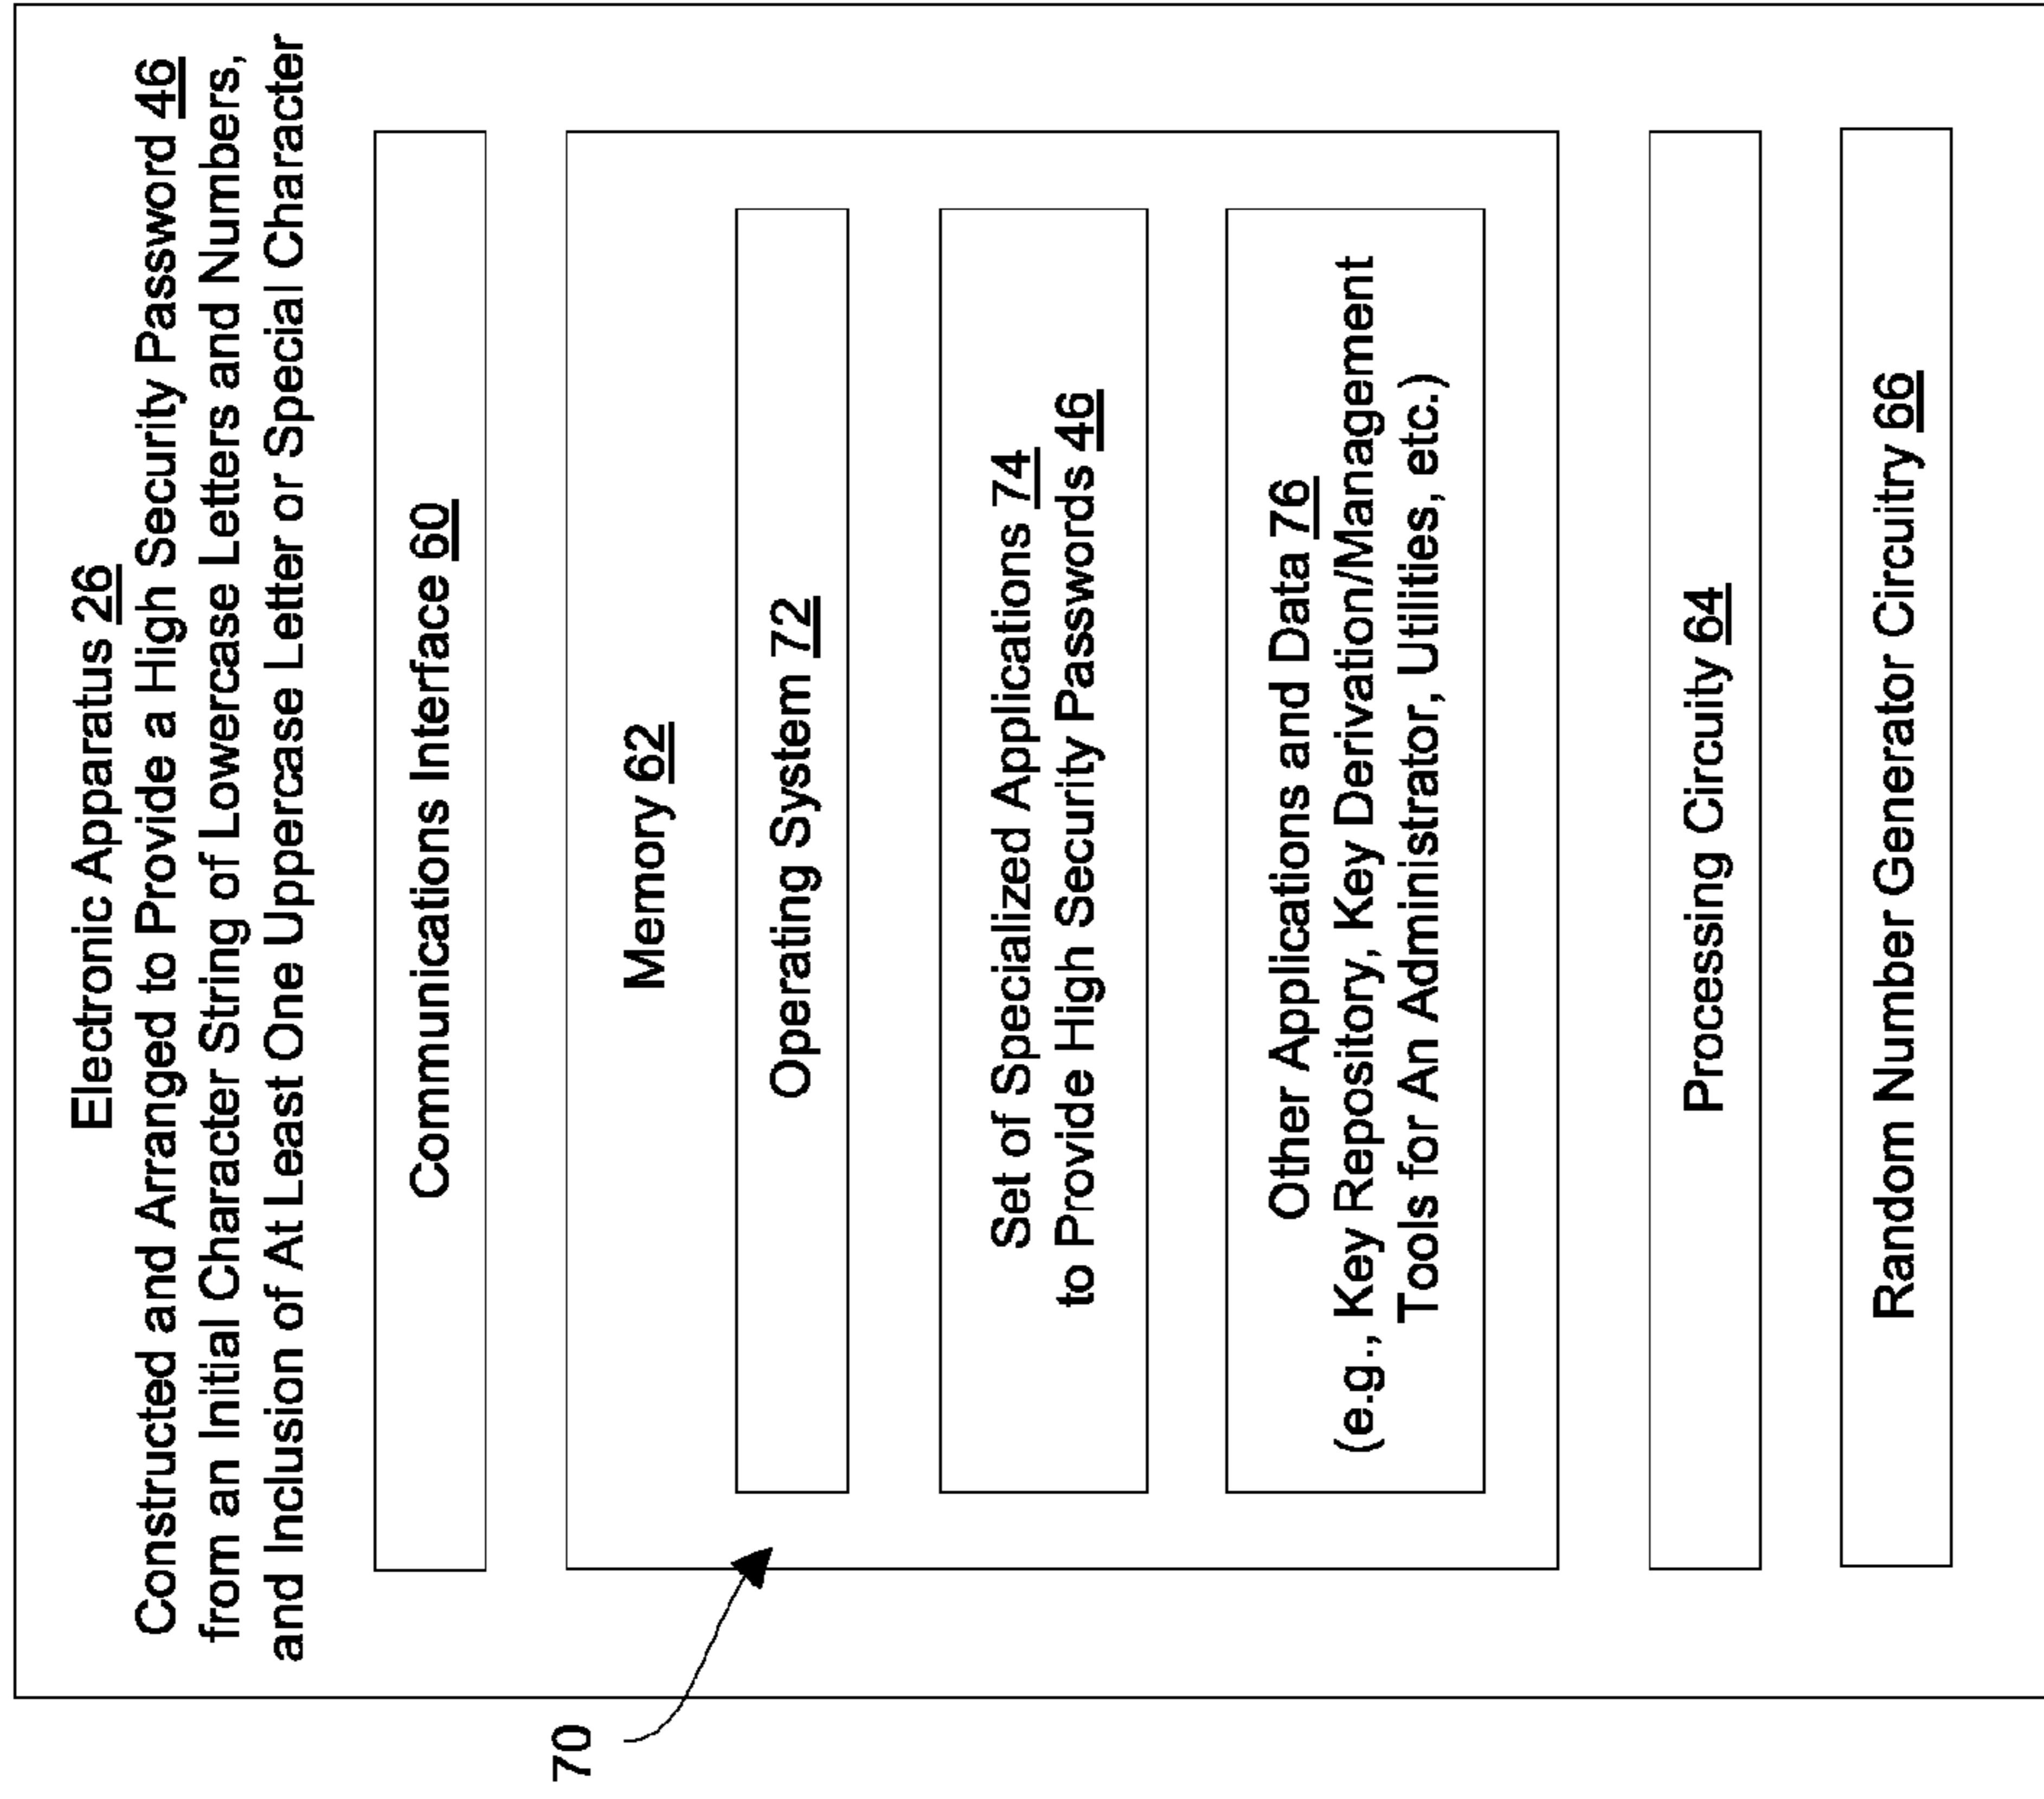 Electronic Apparatus 26
Constructed and Arranged to Provide a High Security Password 46
from an Initial Character String of Lowercase Letters and Numbers,
and Inclusion of At Least One Uppercase Letter or Special Character
Communications Interface 60
70
Memory 62
Operating System 72
Set of Specialized Applications 74
to Provide High Security Passwords 46
Other Applications and Data 76
(e.g., Key Repository, Key Derivation/Management
Tools for An Administrator, Utilities, etc.)
Processing Circuity 64
Random Number Generator Circuitry 66